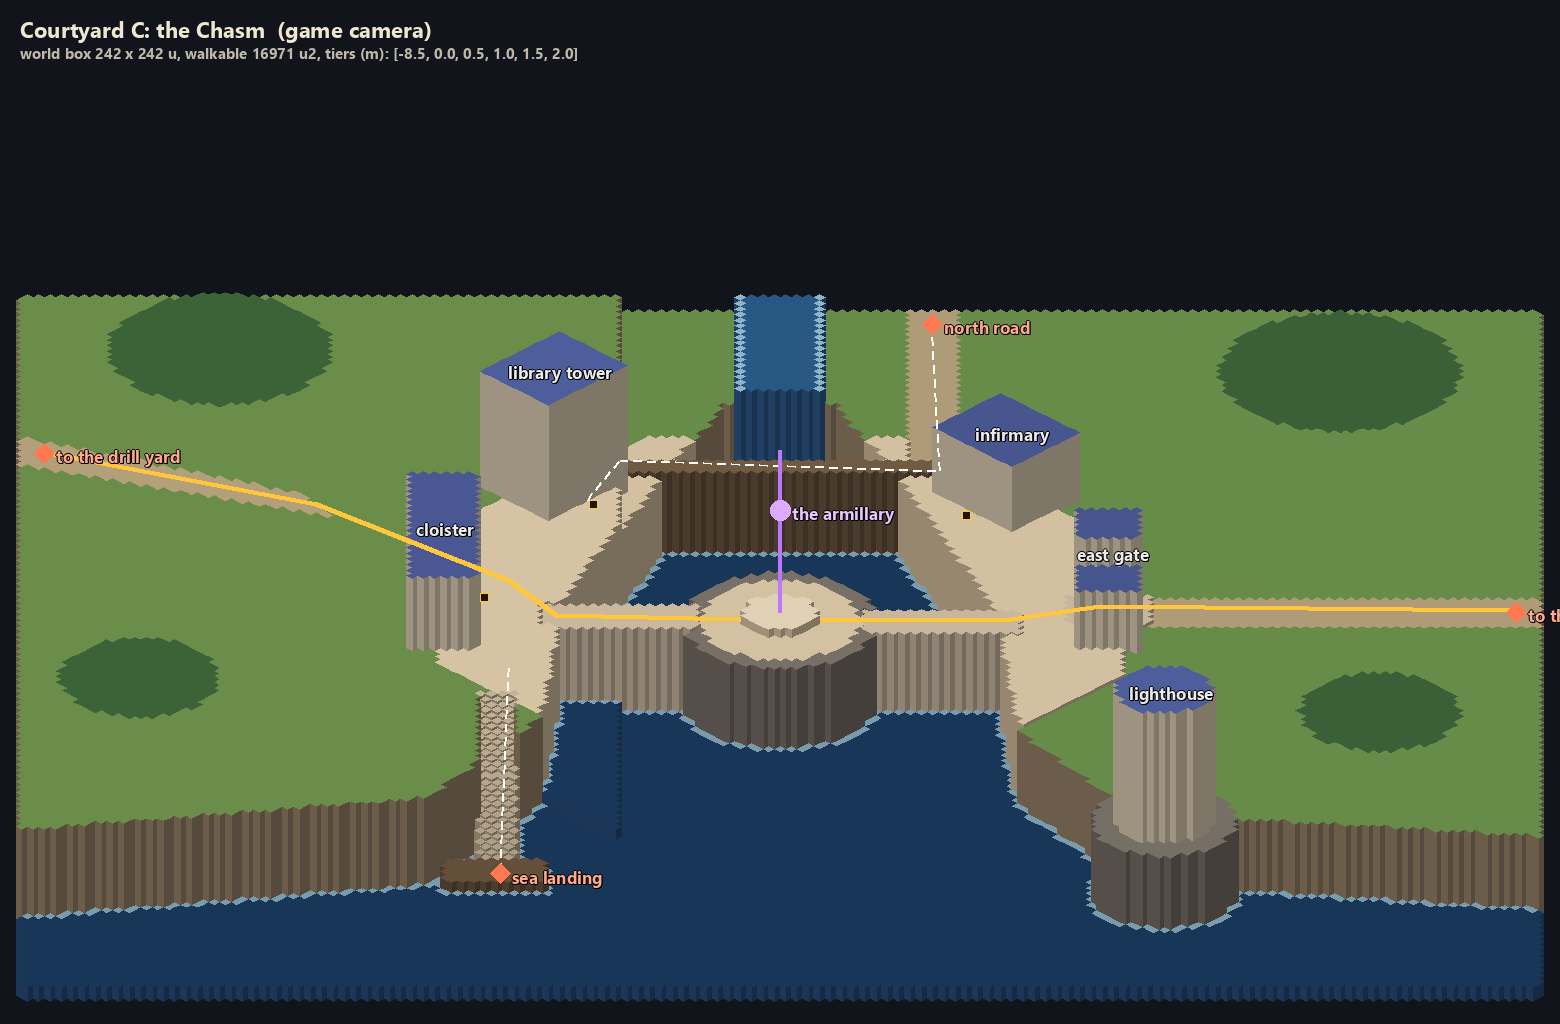 Courtyard C: the Chasm (game camera)
world box 242 x 242 u, walkable 16971 u2, tiers (m): [-8.5, 0.0, 0.5, 1.0, 1.5, 2.0]
north road
library tower
infirmary
to the drill yard
the armillary
cloister
east gate
to th
lighthouse
sea landing